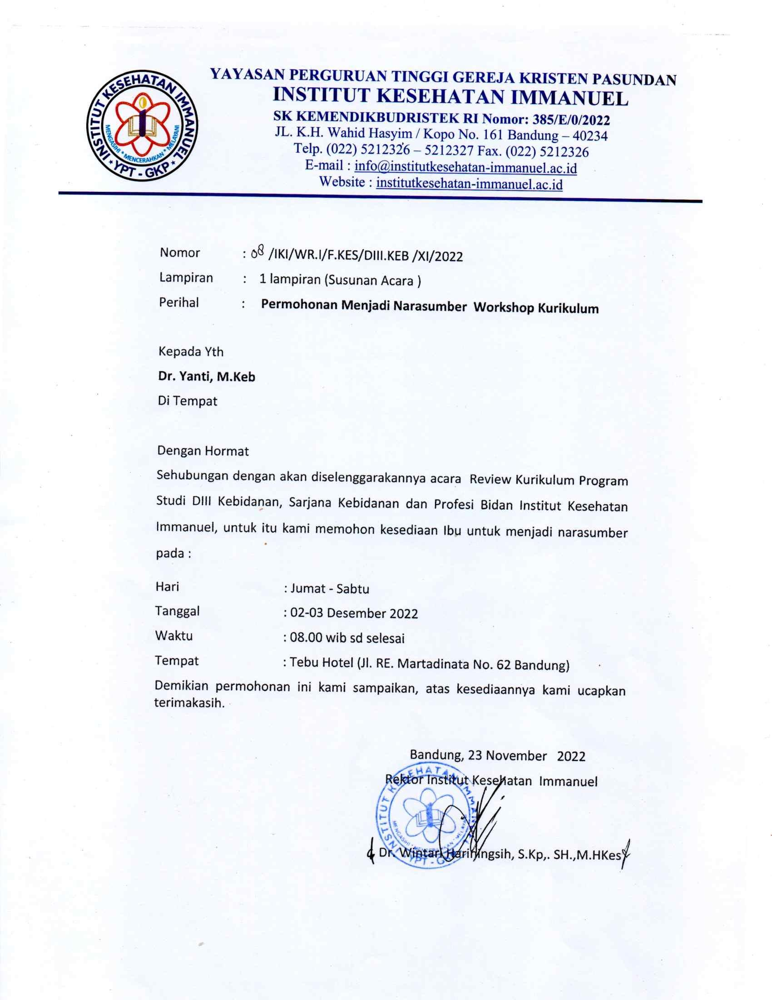 YAYASAN PERGURUAN TINGGI GEREJA KRISTEN PASUNDAN
INSTITUT KESEHATAN IMMANUEL
SK KEMENDIKBUDRISTEK RI Nomor: 385/E/0/2022
JL. K.H. Wahid Hasyim / Kopo No. 161 Bandung – 40234
Telp. (022) 5212326 – 5212327 Fax. (022) 5212326
E-mail : info@institutkesehatan-immanuel.ac.id
Website : institutkesehatan-immanuel.ac.id
INSTITUT KESEHATAN IMMANUEL
* YPT - GKP *
MENGASIHI * MENCERAHKAN * MELAYANI
Nomor : 08 /IKI/WR.I/F.KES/DIII.KEB /XI/2022
Lampiran : 1 lampiran (Susunan Acara )
Perihal : Permohonan Menjadi Narasumber Workshop Kurikulum
Kepada Yth
Dr. Yanti, M.Keb
Di Tempat
Dengan Hormat
Sehubungan dengan akan diselenggarakannya acara Review Kurikulum Program
Studi DIII Kebidanan, Sarjana Kebidanan dan Profesi Bidan Institut Kesehatan
Immanuel, untuk itu kami memohon kesediaan Ibu untuk menjadi narasumber
pada :
Hari : Jumat - Sabtu
Tanggal : 02-03 Desember 2022
Waktu : 08.00 wib sd selesai
Tempat : Tebu Hotel (Jl. RE. Martadinata No. 62 Bandung)
Demikian permohonan ini kami sampaikan, atas kesediaannya kami ucapkan
terimakasih.
Bandung, 23 November 2022
Rektor Institut Kesehatan Immanuel
INSTITUT KESEHATAN IMMANUEL
YPT - GKP
MENGASIHI * MENCERAHKAN * MELAYANI
Dr. Wintari Hariningsih, S.Kp,. SH.,M.HKes